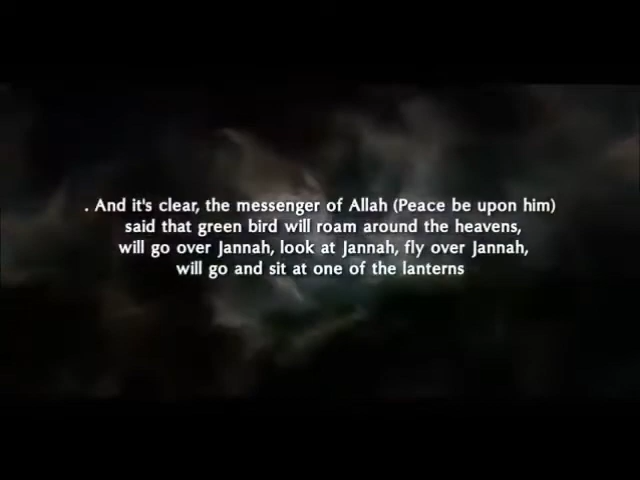 . And it's clear, the messenger of Allah (Peace be upon him)
said that green bird will roam around the heavens,
will go over Jannah, look at Jannah, fly over Jannah,
will go and sit at one of the lanterns